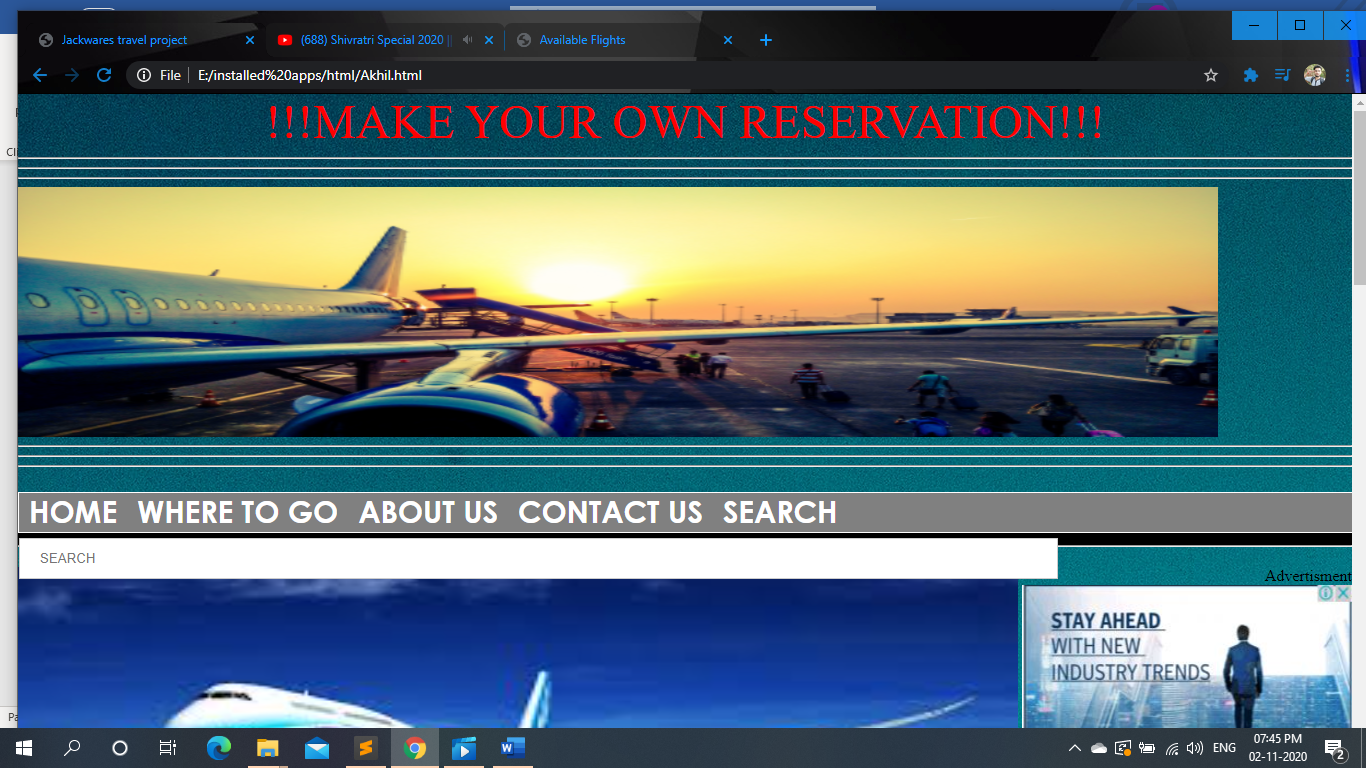 Jackwares travel project
(688) Shivratri Special 2020 |
Available Flights
File
E:/installed%20apps/html/Akhil.html
!!!MAKE YOUR OWN RESERVATION!!!
HOME WHERE TO GO ABOUT US CONTACT US SEARCH
SEARCH
Advertisment
STAY AHEAD
WITH NEW
INDUSTRY TRENDS
ENG
07:45 PM
02-11-2020
2